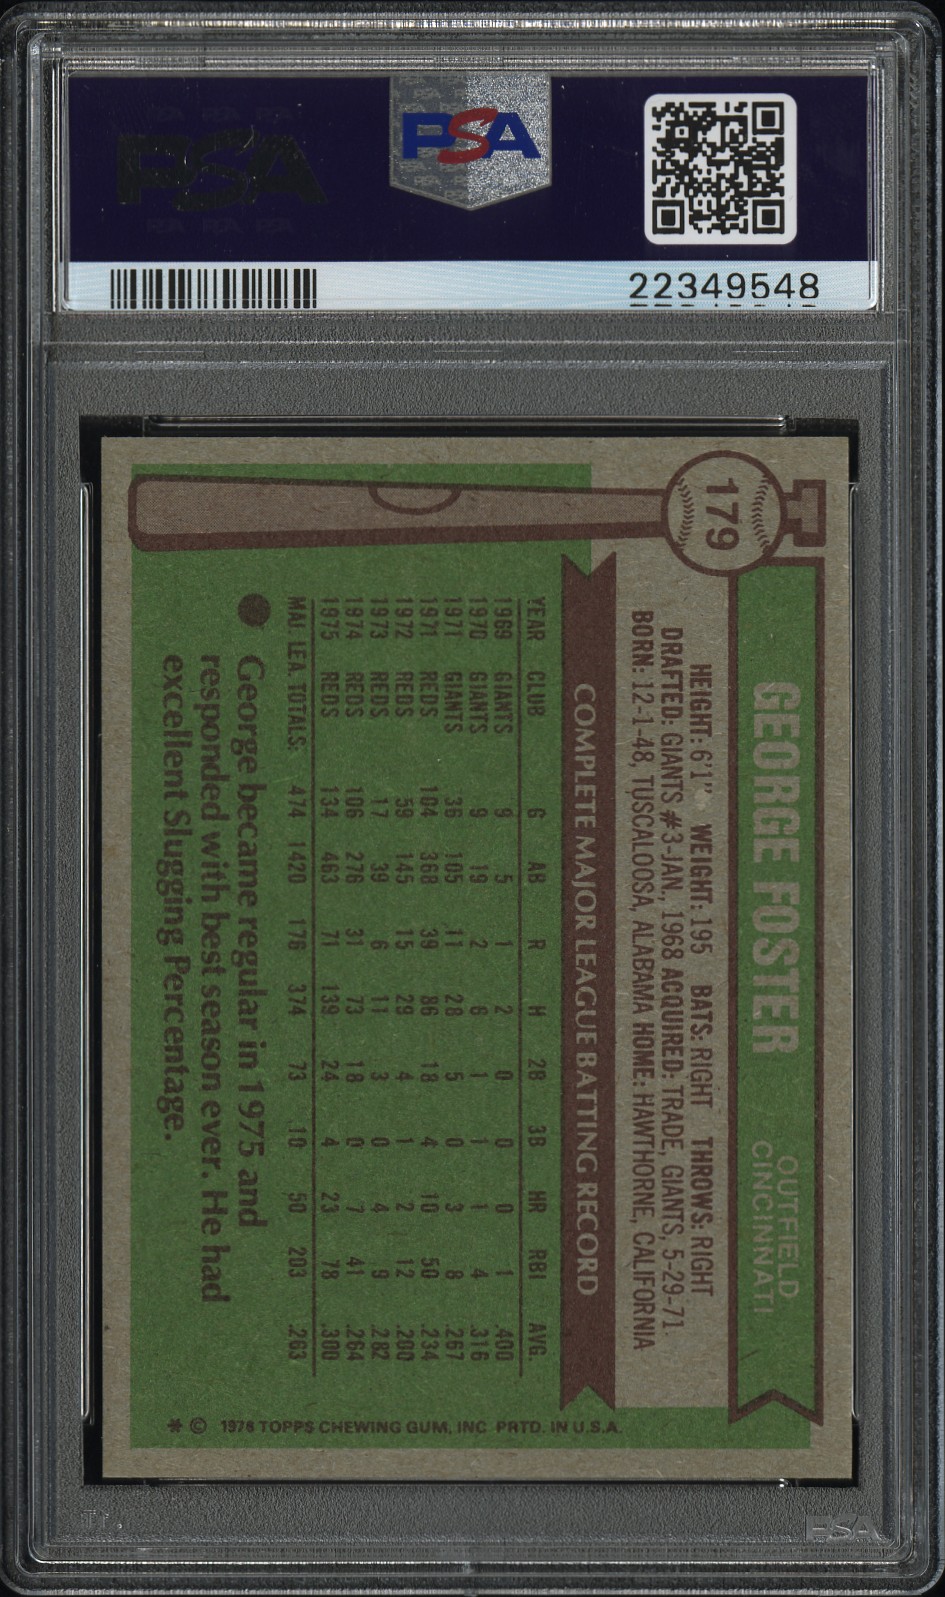 PSA
PSA
22349548
179
GEORGE FOSTER
OUTFIELD
CINCINNATI
HEIGHT: 6'1" WEIGHT: 195 BATS: RIGHT THROWS: RIGHT
DRAFTED: GIANTS #3-JAN, 1968 ACQUIRED: TRADE, GIANTS, 5-29-71
BORN: 12-1-48, TUSCALOOSA, ALABAMA HOME: HAWTHORNE, CALIFORNIA
COMPLETE MAJOR LEAGUE BATTING RECORD
YEAR CLUB G AB R H 2B 3B HR RBI AVG.
1969 GIANTS 9 5 1 2 0 0 0 1 .400
1970 GIANTS 9 19 2 6 1 1 1 4 .316
1971 GIANTS 36 105 11 28 5 0 3 8 .267
1971 REDS 104 368 39 86 18 4 10 50 .234
1972 REDS 59 145 15 29 4 1 2 12 .200
1973 REDS 17 39 6 11 3 0 4 9 .282
1974 REDS 106 276 31 73 18 0 7 41 .264
1975 REDS 134 463 71 139 24 4 23 78 .300
MAJ. LEA. TOTALS: 474 1420 176 374 73 10 50 203 .263
George became regular in 1975 and
responded with best season ever. He had
excellent Slugging Percentage.
* © 1976 TOPPS CHEWING GUM, INC PRTD. IN U.S.A.
PSA